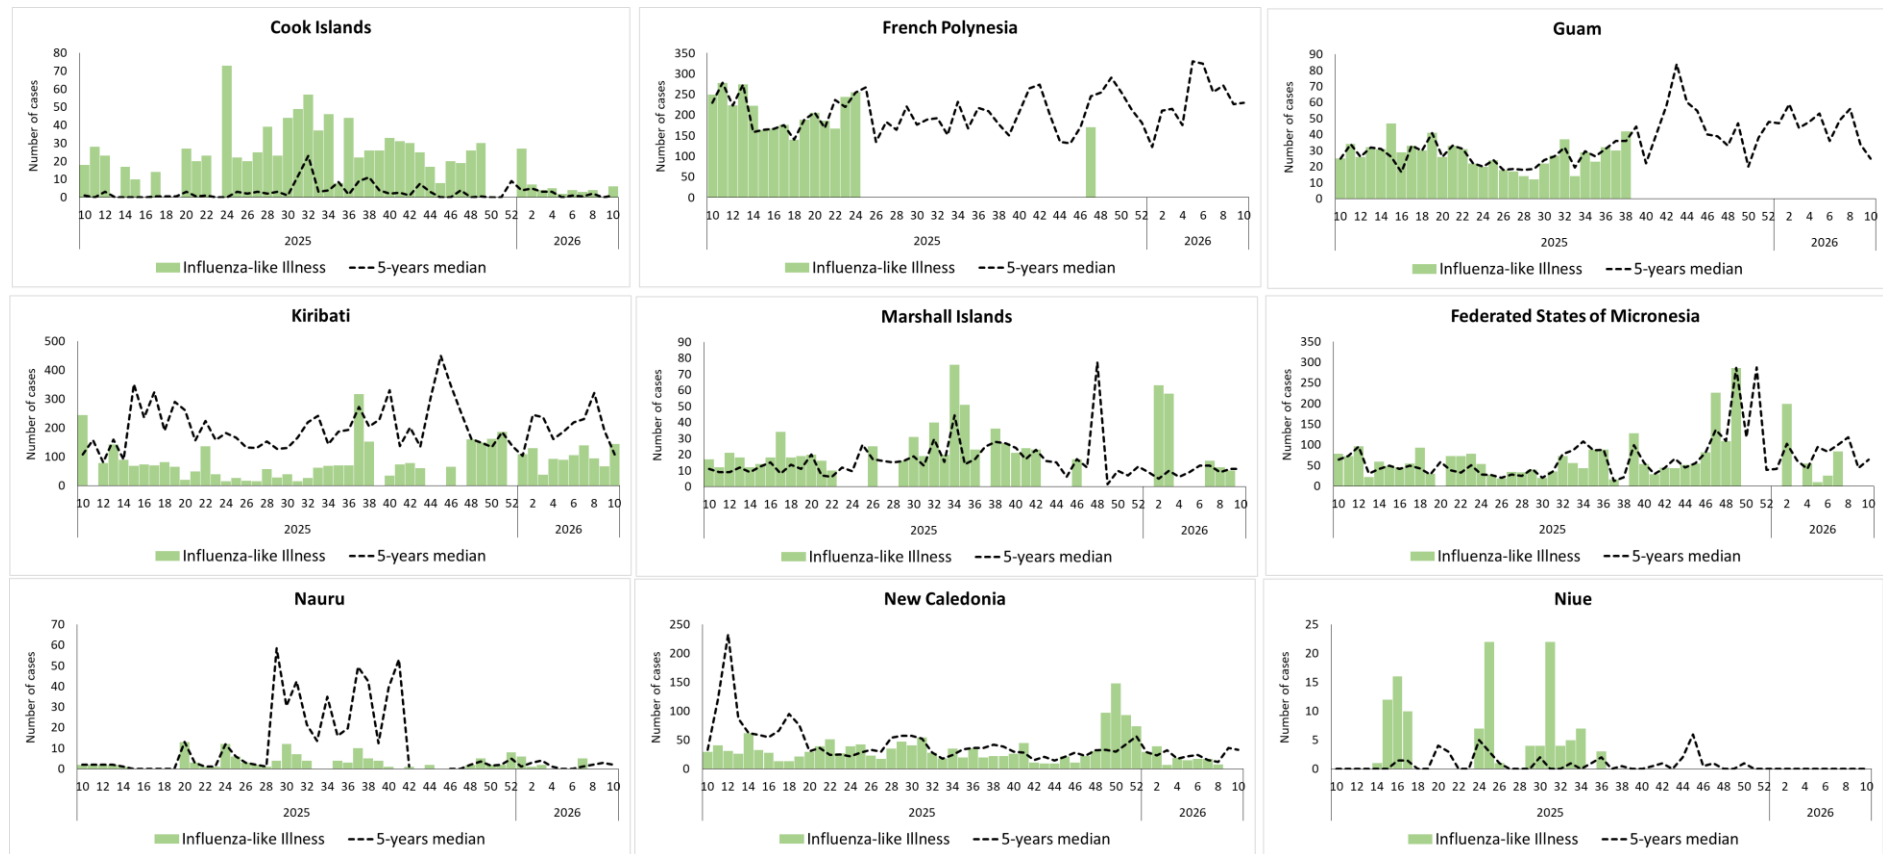 Cook Islands
Number of cases
80
70
60
50
40
30
20
10
0
10 12 14 16 18 20 22 24 26 28 30 32 34 36 38 40 42 44 46 48 50 52 2 4 6 8 10
2025 2026
Influenza-like Illness 5-years median
French Polynesia
Number of cases
350
300
250
200
150
100
50
0
10 12 14 16 18 20 22 24 26 28 30 32 34 36 38 40 42 44 46 48 50 52 2 4 6 8 10
2025 2026
Influenza-like Illness 5-years median
Guam
Number of cases
90
80
70
60
50
40
30
20
10
0
10 12 14 16 18 20 22 24 26 28 30 32 34 36 38 40 42 44 46 48 50 52 2 4 6 8 10
2025 2026
Influenza-like Illness 5-years median
Kiribati
Number of cases
500
400
300
200
100
0
10 12 14 16 18 20 22 24 26 28 30 32 34 36 38 40 42 44 46 48 50 52 2 4 6 8 10
2025 2026
Influenza-like Illness 5-years median
Marshall Islands
Number of cases
90
80
70
60
50
40
30
20
10
0
10 12 14 16 18 20 22 24 26 28 30 32 34 36 38 40 42 44 46 48 50 52 2 4 6 8 10
2025 2026
Influenza-like Illness 5-years median
Federated States of Micronesia
Number of cases
350
300
250
200
150
100
50
0
10 12 14 16 18 20 22 24 26 28 30 32 34 36 38 40 42 44 46 48 50 52 2 4 6 8 10
2025 2026
Influenza-like Illness 5-years median
Nauru
Number of cases
70
60
50
40
30
20
10
0
10 12 14 16 18 20 22 24 26 28 30 32 34 36 38 40 42 44 46 48 50 52 2 4 6 8 10
2025 2026
Influenza-like Illness 5-years median
New Caledonia
Number of cases
250
200
150
100
50
0
10 12 14 16 18 20 22 24 26 28 30 32 34 36 38 40 42 44 46 48 50 52 2 4 6 8 10
2025 2026
Influenza-like Illness 5-years median
Niue
Number of cases
25
20
15
10
5
0
10 12 14 16 18 20 22 24 26 28 30 32 34 36 38 40 42 44 46 48 50 52 2 4 6 8 10
2025 2026
Influenza-like Illness 5-years median